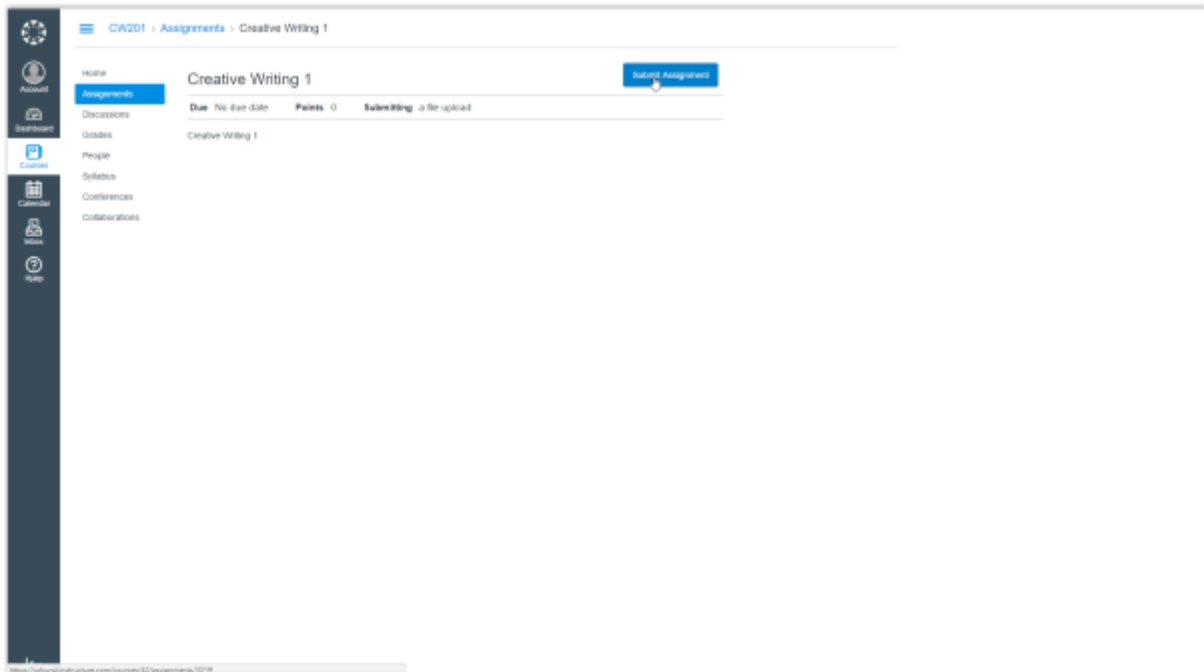 CW201 > Assignments > Creative Writing 1
Account
Dashboard
Courses
Calendar
Inbox
Help
Home
Assignments
Discussions
Grades
People
Syllabus
Conferences
Collaborations
Creative Writing 1
Submit Assignment
Due No due date Points 0 Submitting a file upload
Creative Writing 1